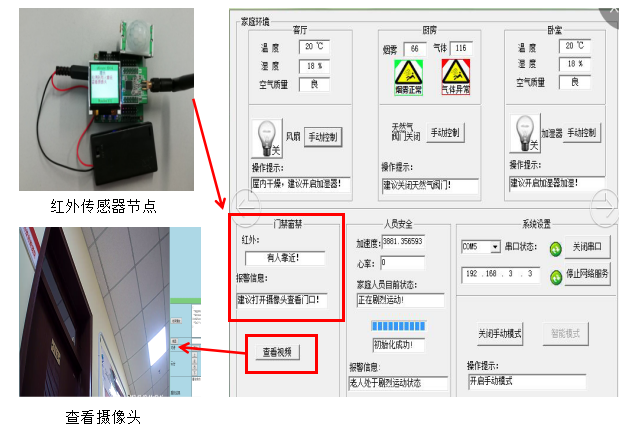 家庭环境
客厅
温 度
20 ℃
湿 度
18 %
空气质量
良
关
风扇
手动控制
操作提示:
屋内干燥,建议开启加湿器!
厨房
烟雾
66
气体
116
烟雾正常
气体异常
天然气
阀门关闭
手动控制
操作提示:
建议关闭天然气阀门!
卧室
温 度
20 ℃
湿 度
18 %
空气质量
良
关
加湿器
手动控制
操作提示:
建议开启加湿器加湿!
红外传感器节点
门禁窗禁
红外:
有人靠近!
报警信息:
建议打开摄像头查看门口!
查看视频
人员安全
加速度:
3881.356593
心率:
0
家庭人员目前状态:
正在剧烈运动!
初始化成功!
报警信息:
老人处于剧烈运动状态
系统设置
COM5
串口状态:
关闭串口
192 .168 . 3 . 3
停止网络服务
关闭手动模式
智能模式
操作提示:
开启手动模式
查看摄像头